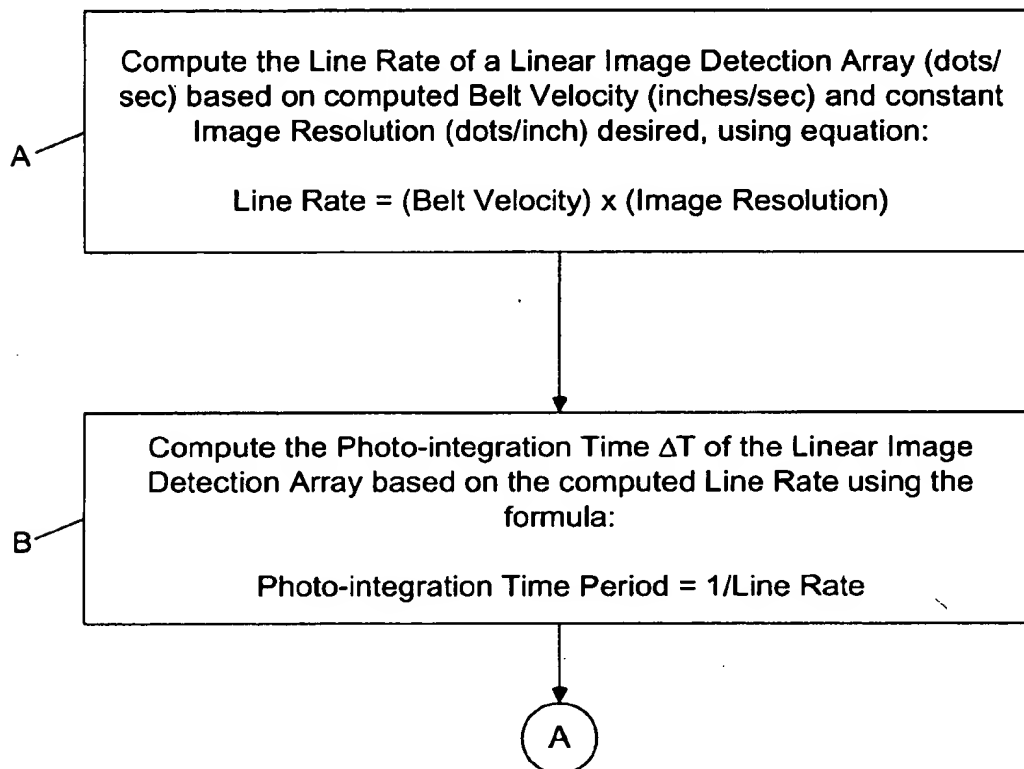 Compute the Line Rate of a Linear Image Detection Array (dots/
sec) based on computed Belt Velocity (inches/sec) and constant
Image Resolution (dots/inch) desired, using equation:
A
Line Rate = (Belt Velocity) x (Image Resolution)
Compute the Photo-integration Time ΔT of the Linear Image
Detection Array based on the computed Line Rate using the
formula:
B
Photo-integration Time Period = 1/Line Rate
A